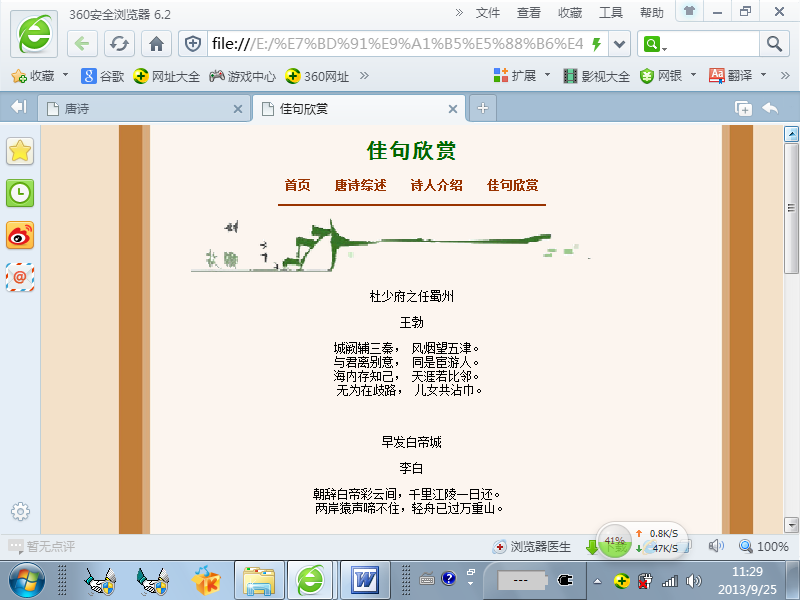 360安全浏览器 6.2
» 文件 查看 收藏 工具 帮助
file:///E:/%E7%BD%91%E9%A1%B5%E5%88%B6%E4
收藏 谷歌 网址大全 游戏中心 360网址 » 扩展 影视大全 网银 翻译 »
唐诗 佳句欣赏
佳句欣赏
首页 唐诗综述 诗人介绍 佳句欣赏
杜少府之任蜀州
王勃
城阙辅三秦， 风烟望五津。
与君离别意， 同是宦游人。
海内存知己， 天涯若比邻。
无为在歧路， 儿女共沾巾。
早发白帝城
李白
朝辞白帝彩云间，千里江陵一日还。
两岸猿声啼不住，轻舟已过万重山。
暂无点评 浏览器医生 下载 41% 0.8K/S
47K/S 100%
11:29
2013/9/25